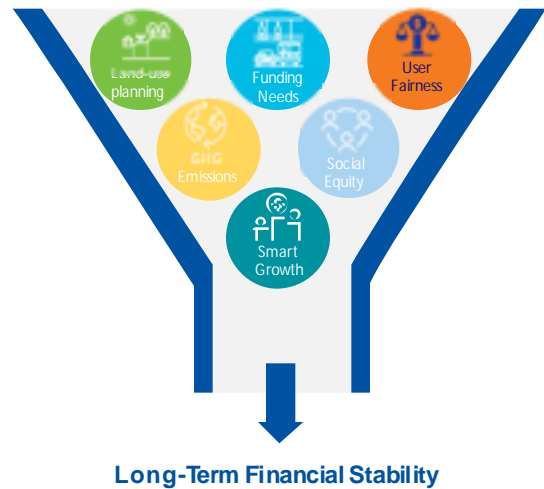 Land-use
planning
Funding
Needs
User
Fairness
GHG
Emissions
Social
Equity
Smart
Growth
Long-Term Financial Stability